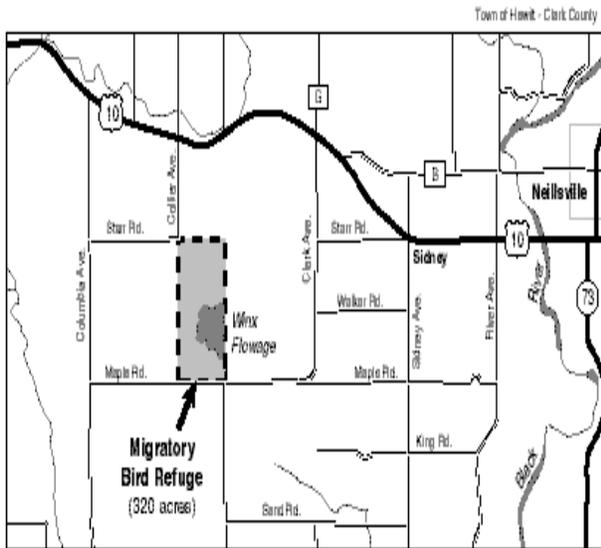 Town of Hewitt - Clark County
10
G
B
Neillsville
Collier Ave.
Starr Rd.
Clark Ave.
Starr Rd.
10
Sidney
Columbia Ave.
River
73
Walker Rd.
Sidney Ave.
River Ave.
Winx
Flowage
Maple Rd.
Maple Rd.
Migratory
Bird Refuge
(320 acres)
King Rd.
Black
Sand Rd.